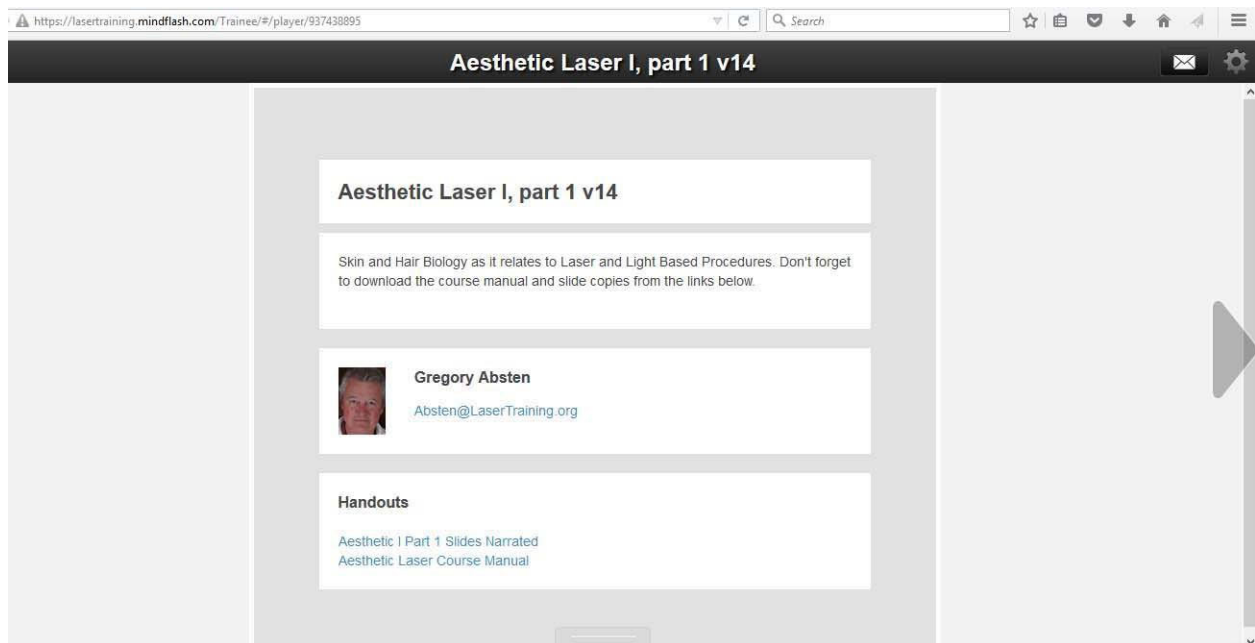 https://lasertraining.mindflash.com/Trainee/#/player/937438895
Search
Aesthetic Laser I, part 1 v14
Aesthetic Laser I, part 1 v14
Skin and Hair Biology as it relates to Laser and Light Based Procedures. Don't forget
to download the course manual and slide copies from the links below.
Gregory Absten
Absten@LaserTraining.org
Handouts
Aesthetic I Part 1 Slides Narrated
Aesthetic Laser Course Manual